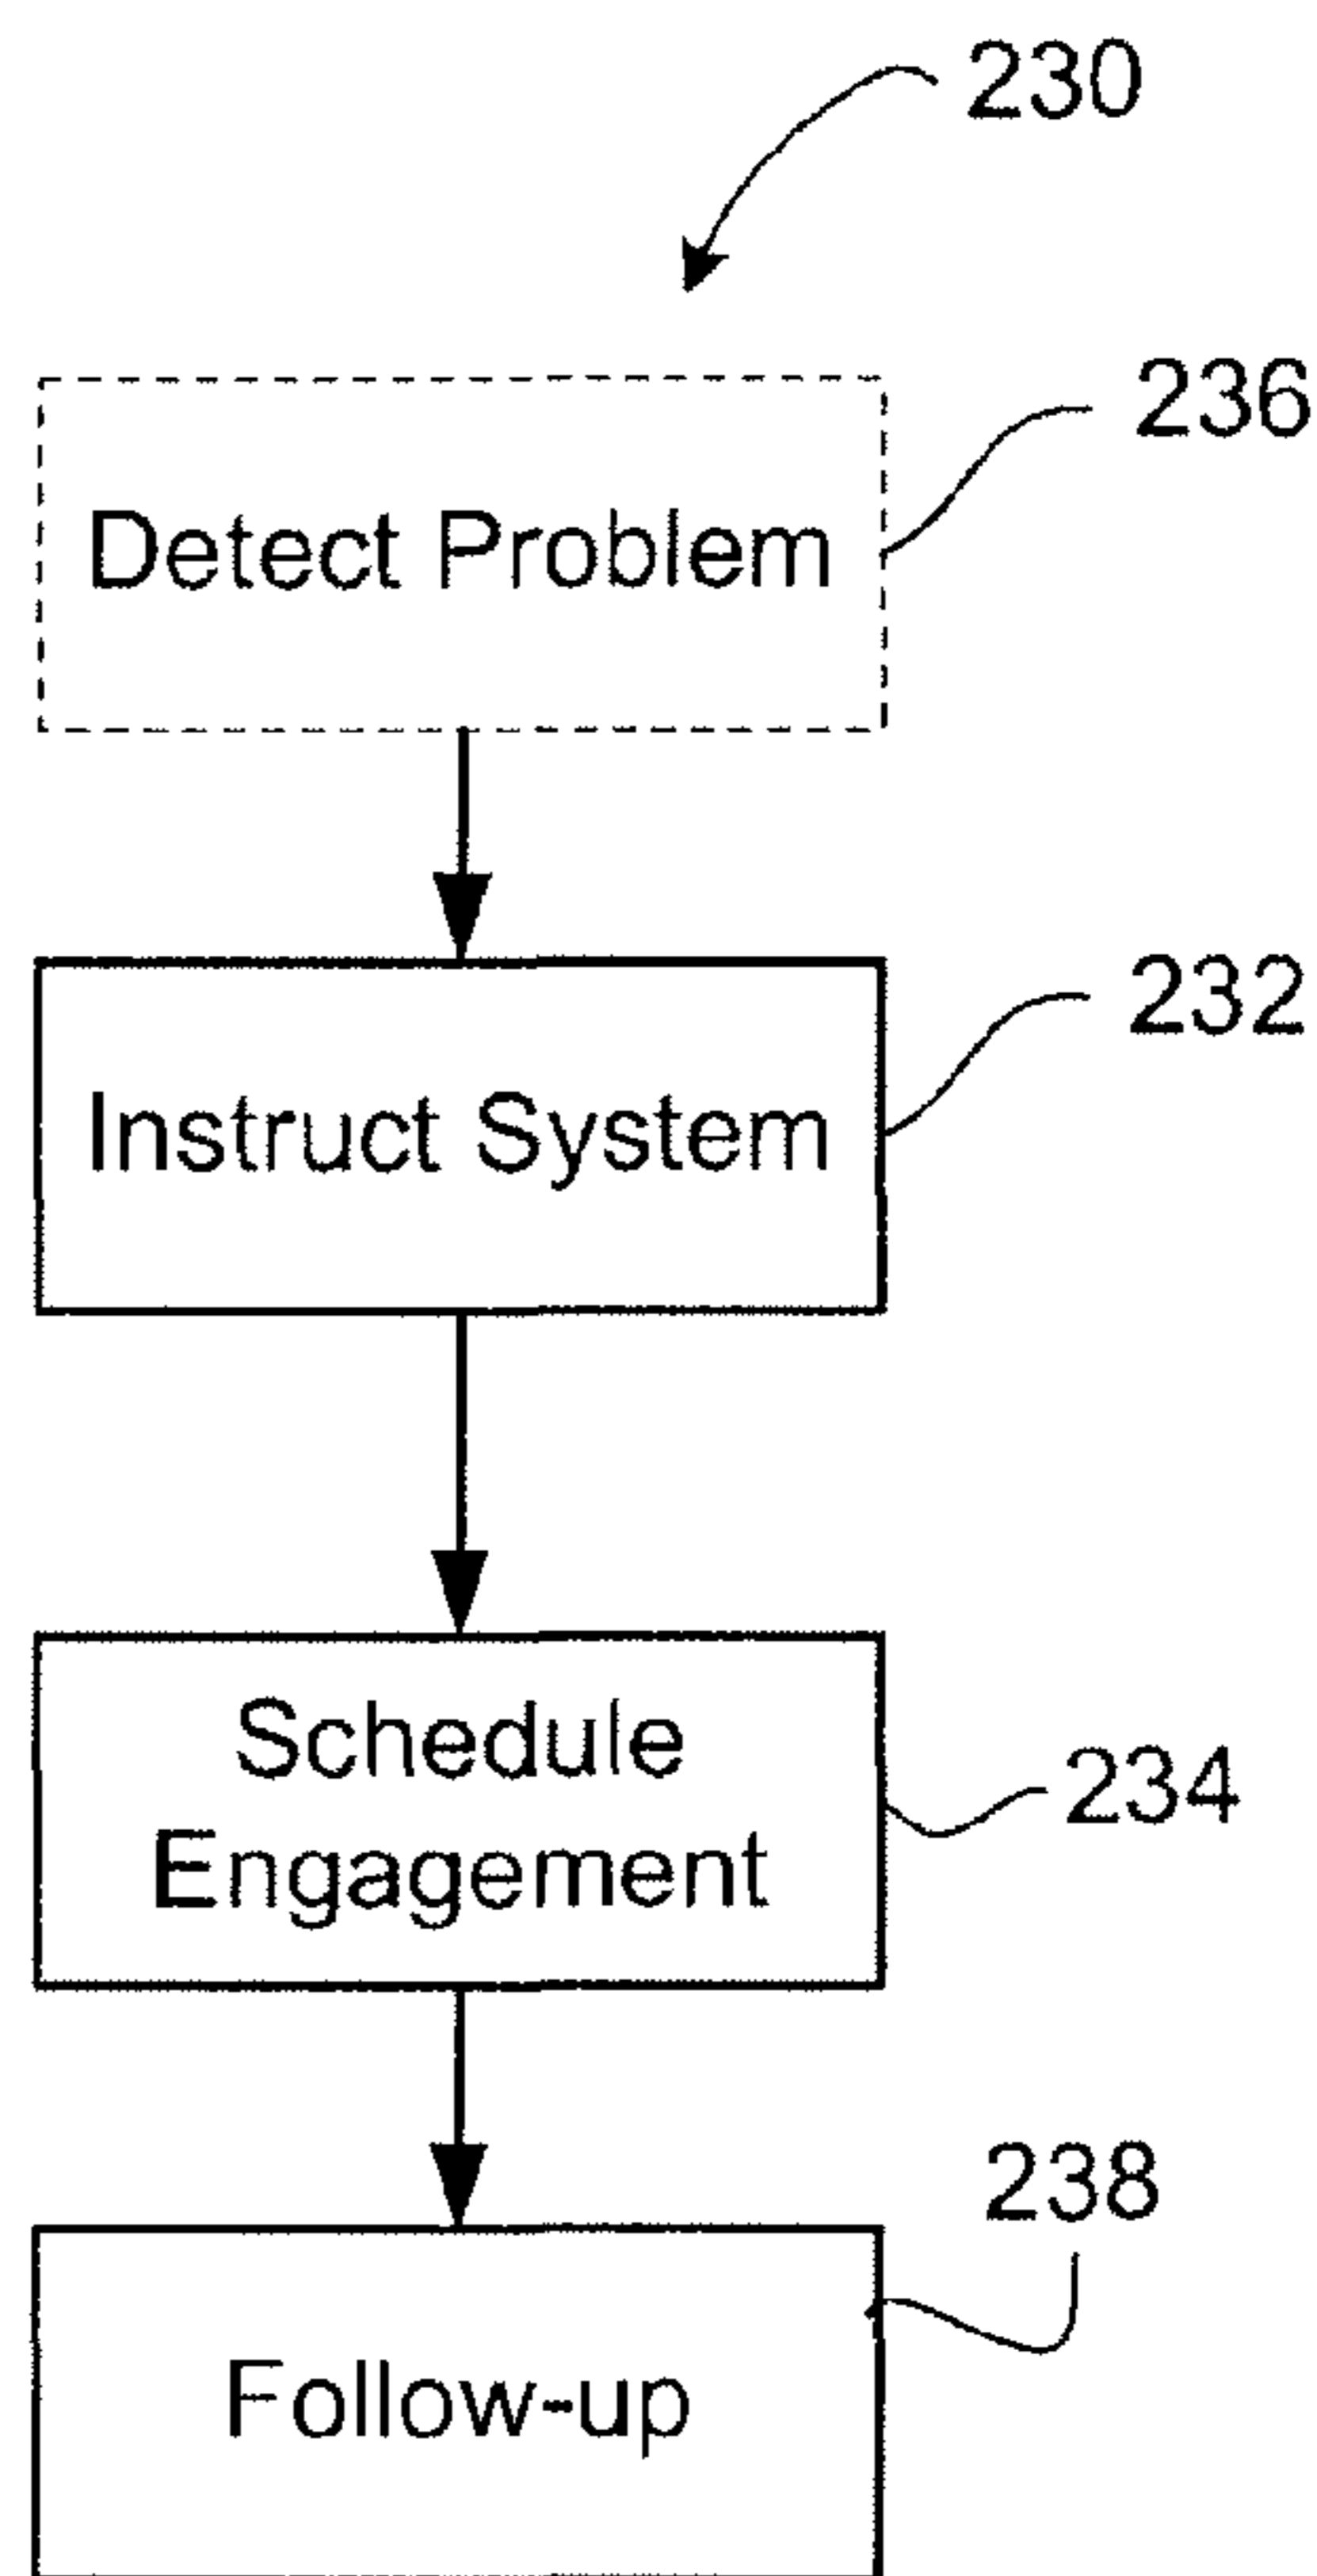 230
236
Detect Problem
232
Instruct System
Schedule
234
Engagement
238
Follow-up